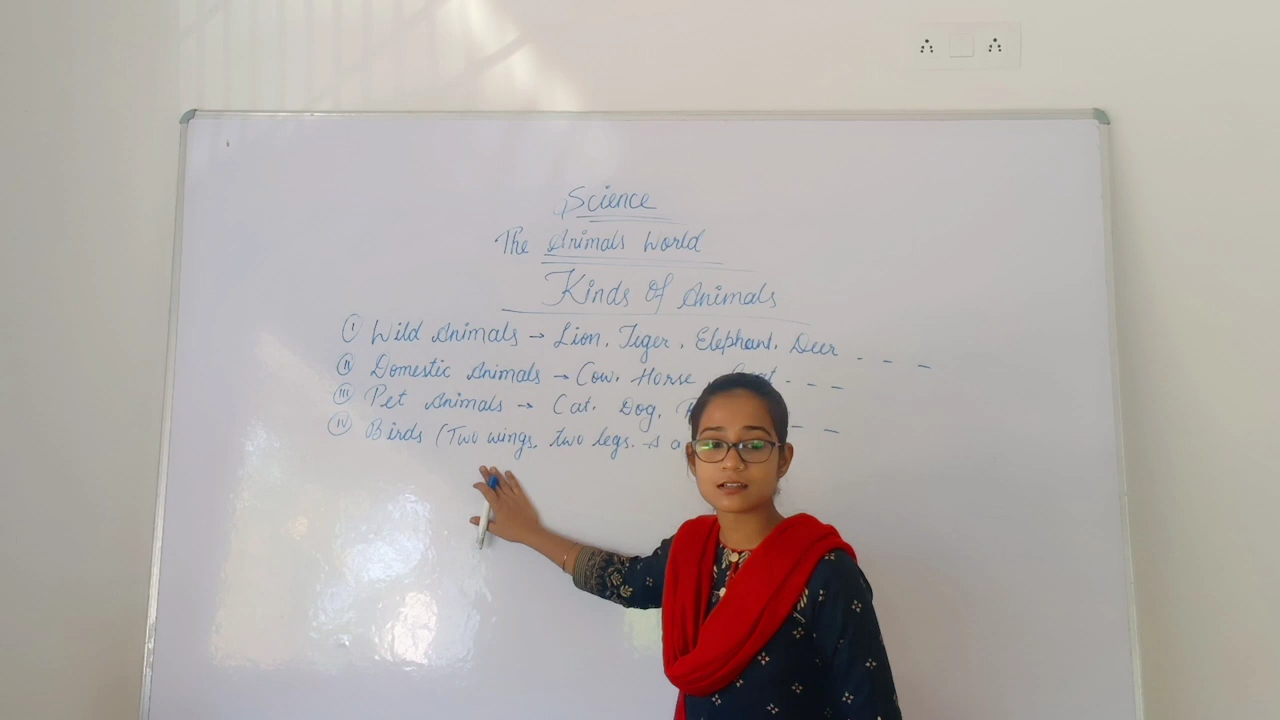 Science
The Animals World
Kinds Of Animals
I Wild Animals → Lion, Tiger, Elephant, Deer - - -
II Domestic Animals → Cow, Horse - - -
III Pet Animals → Cat, Dog, - -
IV Birds (Two wings, two legs.